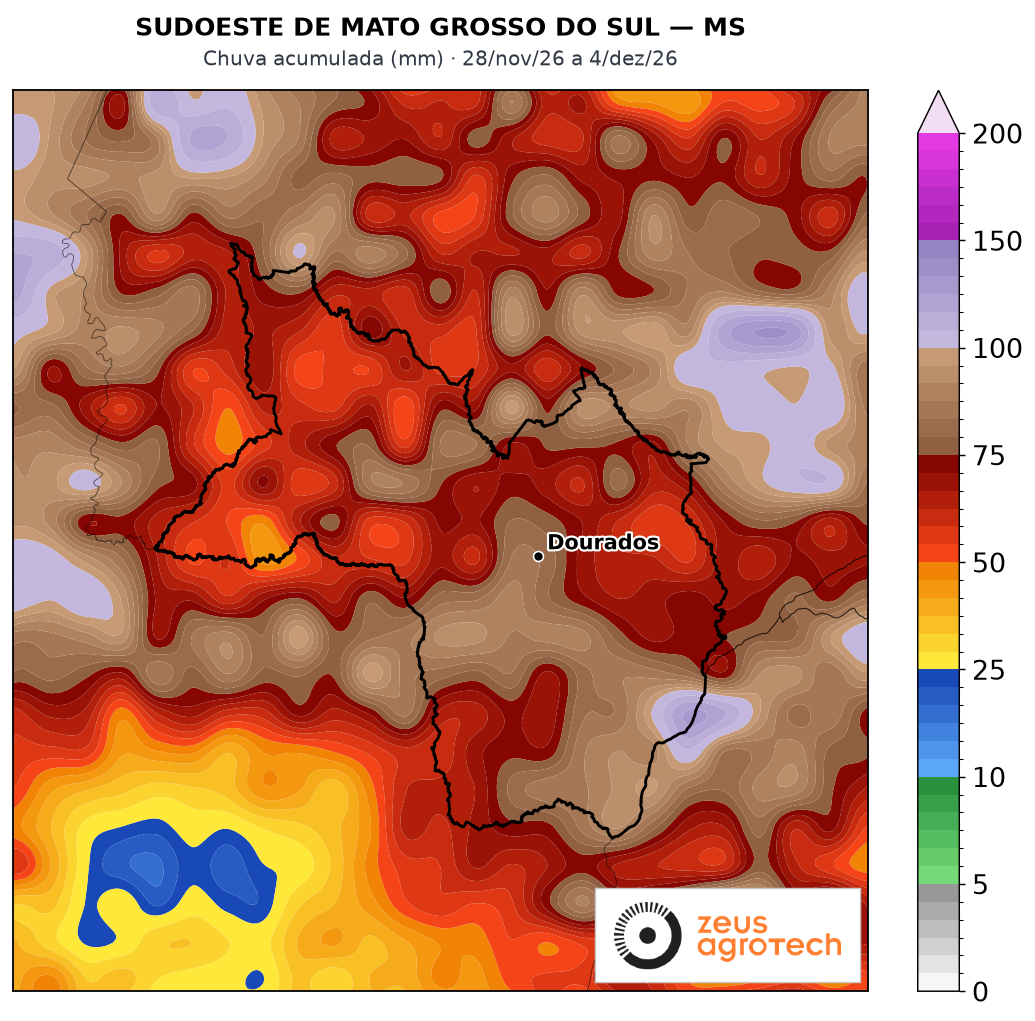 SUDOESTE DE MATO GROSSO DO SUL — MS
Chuva acumulada (mm) · 28/nov/26 a 4/dez/26
200
150
100
75
50
25
10
5
0
Dourados
zeus
agrotech